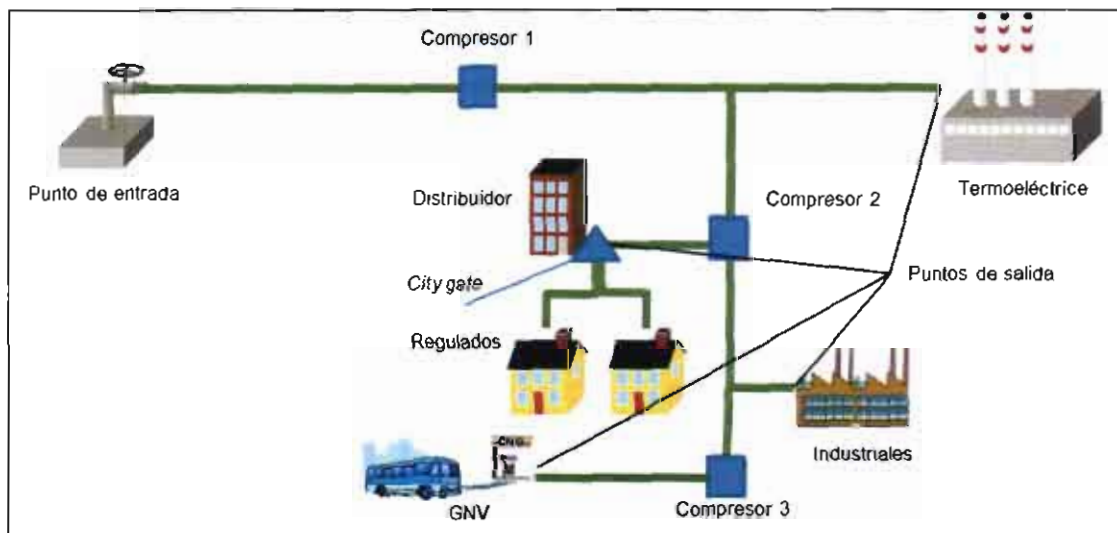 Compresor 1
Punto de entrada
Termoeléctrice
Distribuidor
Compresor 2
City gate
Puntos de salida
Regulados
CNG
Industriales
GNV
Compresor 3